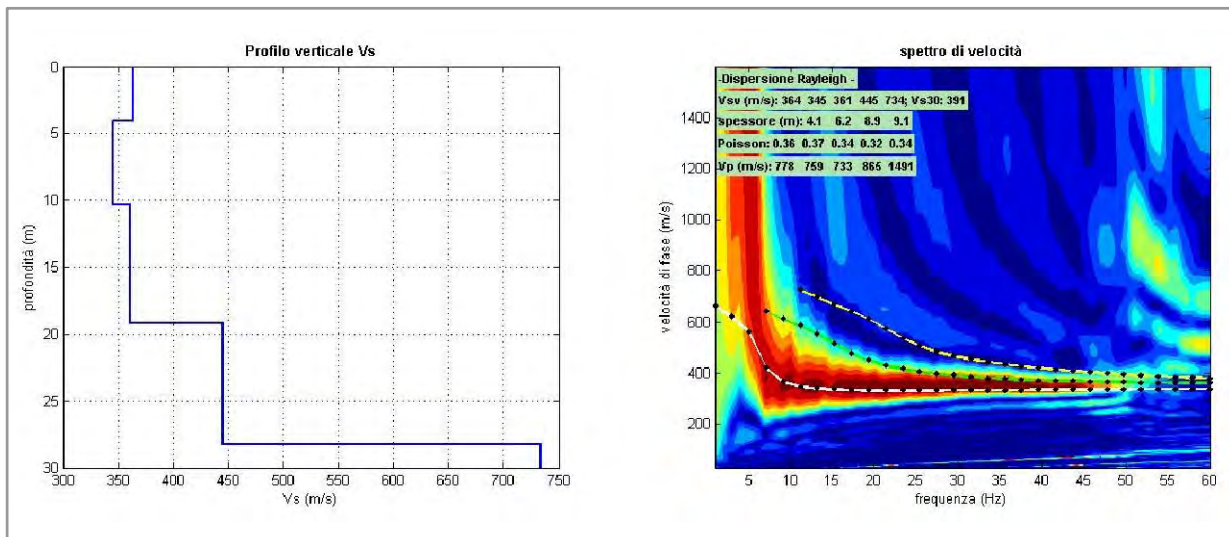 Profilo verticale Vs
0
5
10
15
20
25
30
profondità (m)
300 350 400 450 500 550 600 650 700 750
Vs (m/s)
spettro di velocità
-Dispersione Rayleigh -
Vsv (m/s): 364 345 361 445 734; Vs30: 391
spessore (m): 4.1 6.2 8.9 9.1
Poisson: 0.36 0.37 0.34 0.32 0.34
Vp (m/s): 778 759 733 865 1491
1400
1200
1000
800
600
400
200
velocità di fase (m/s)
5 10 15 20 25 30 35 40 45 50 55 60
frequenza (Hz)